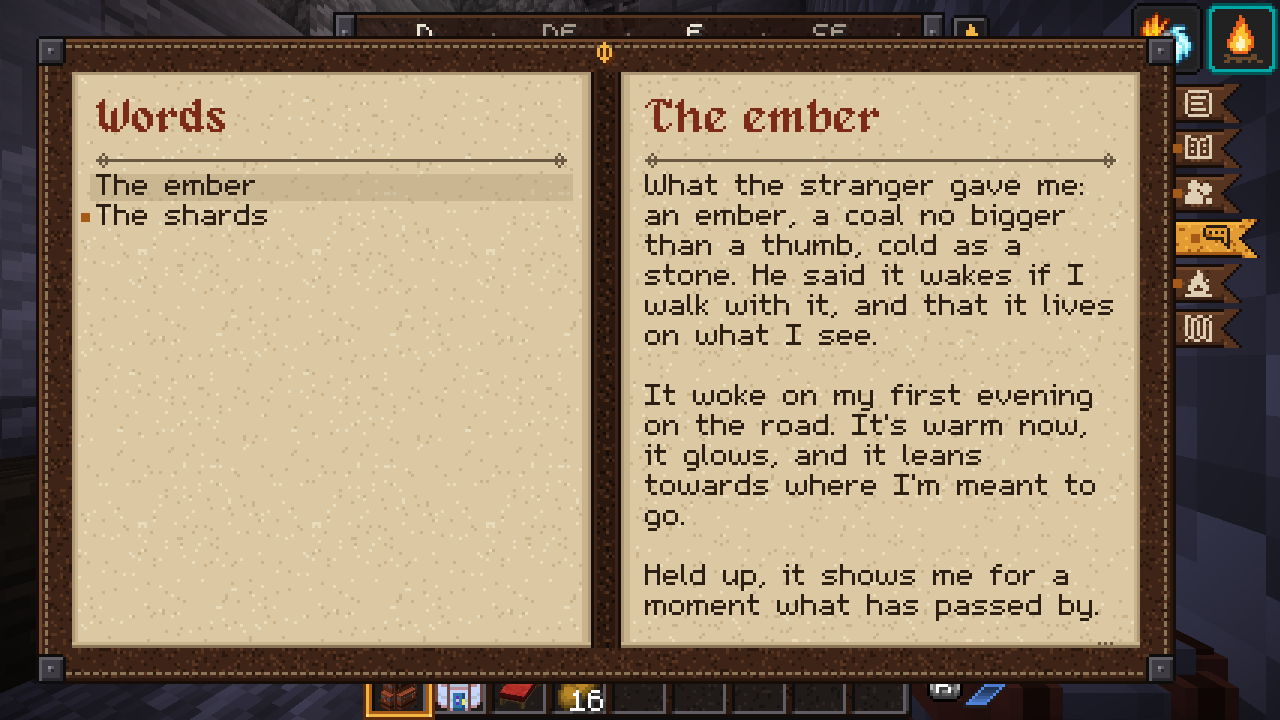 Words
The ember
The shards
The ember
What the stranger gave me:
an ember, a coal no bigger
than a thumb, cold as a
stone. He said it wakes if I
walk with it, and that it lives
on what I see.
It woke on my first evening
on the road. It's warm now,
it glows, and it leans
towards where I'm meant to
go.
Held up, it shows me for a
moment what has passed by.
...
16